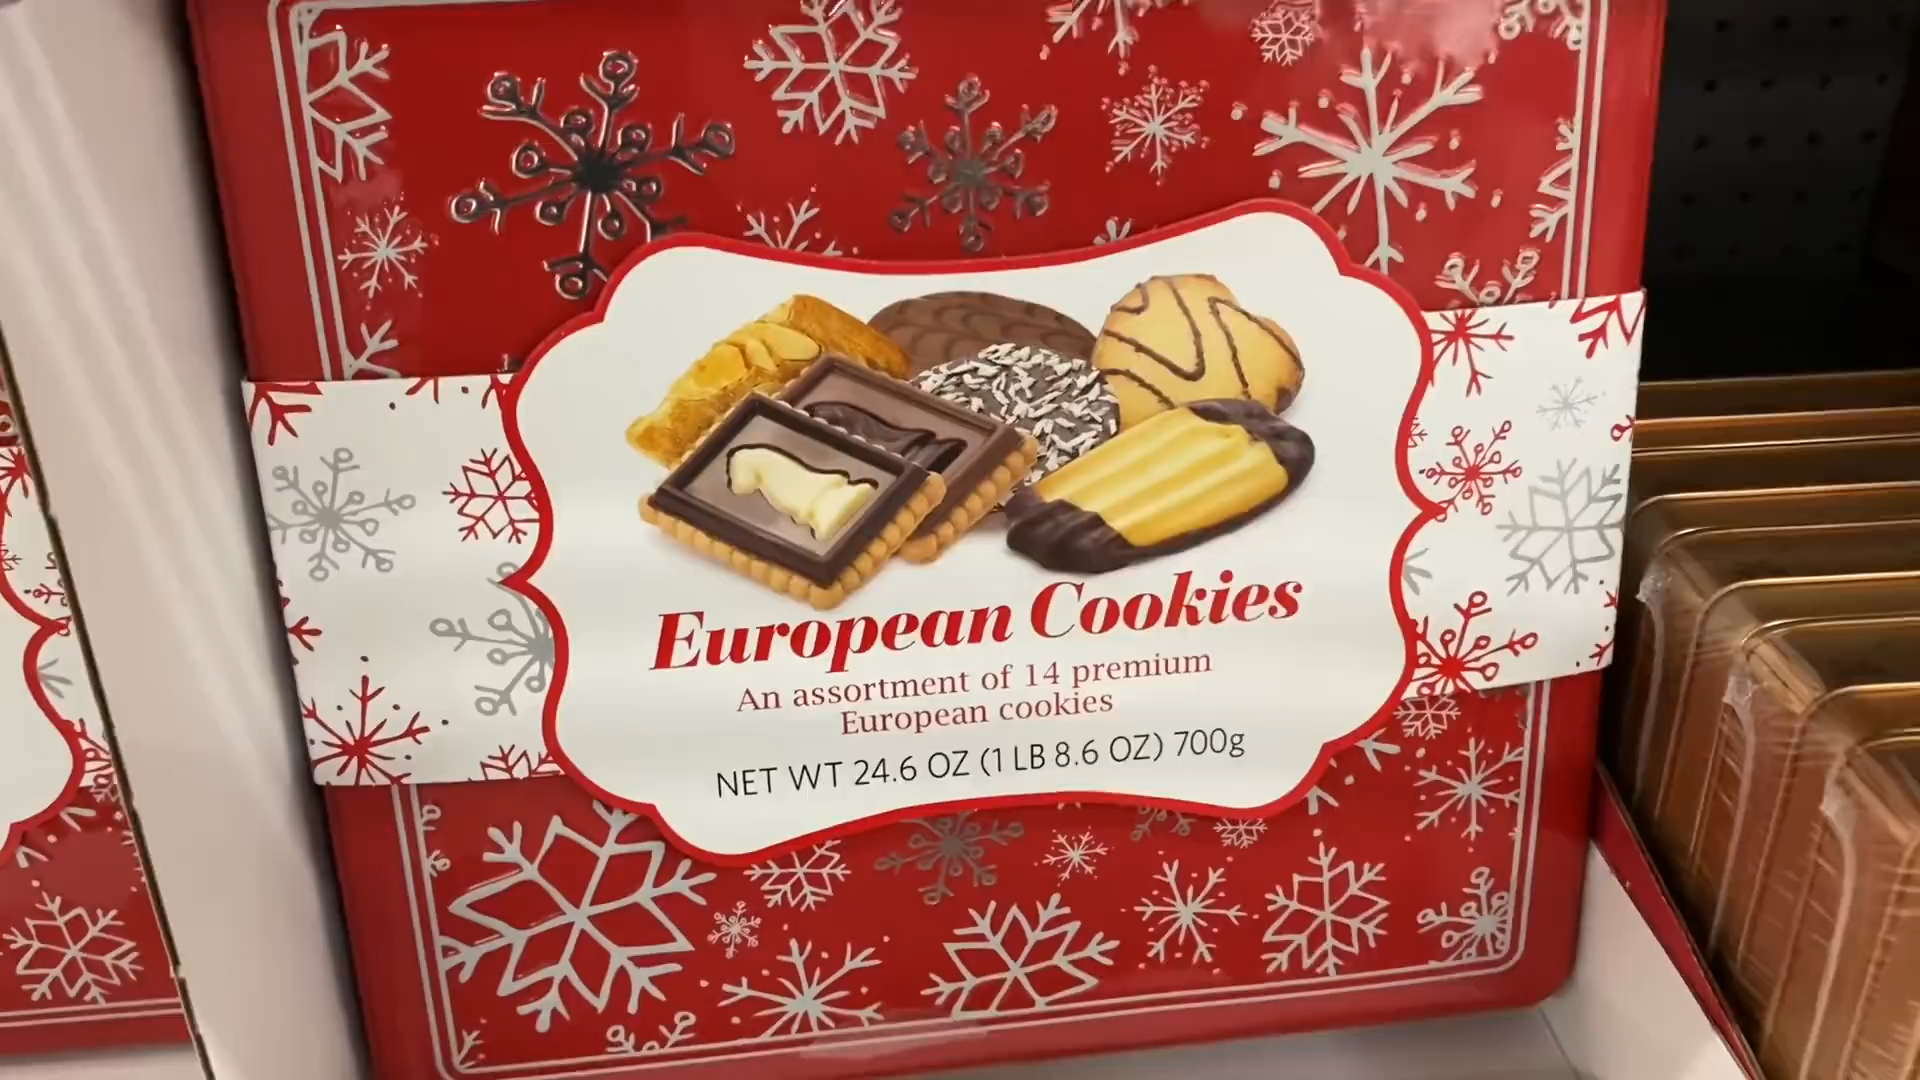 European Cookies
An assortment of 14 premium
European cookies
NET WT 24.6 OZ (1 LB 8.6 OZ) 700g